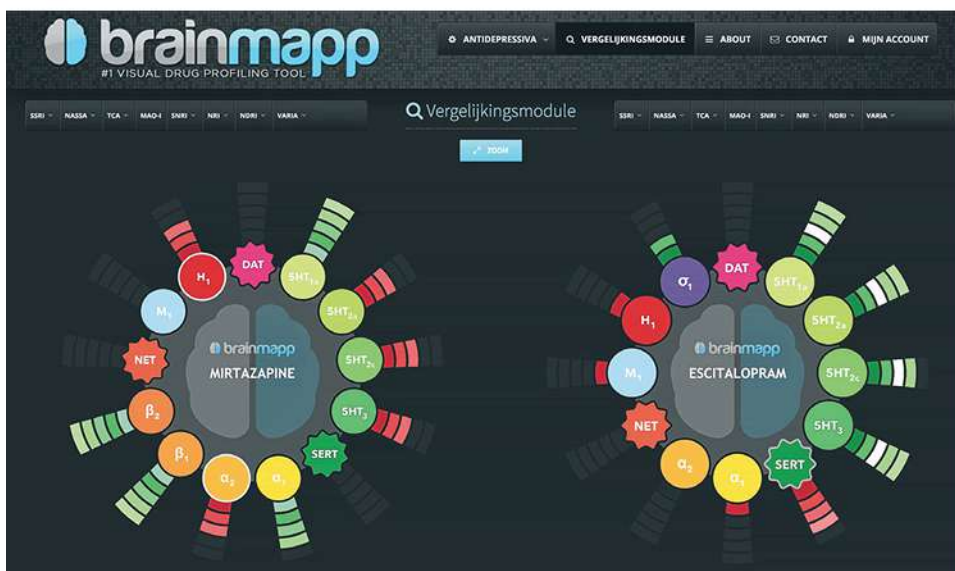 brainmapp
#1 VISUAL DRUG PROFILING TOOL
ANTIDEPRESSIVA
VERGELIJKINGSMODULE
ABOUT
CONTACT
MIJN ACCOUNT
SSRI NASSA TCA MAO-I SNRI NRI NDRI VARIA
Vergelijkingsmodule
SSRI NASSA TCA MAO-I SNRI NRI NDRI VARIA
ZOOM
DAT
5HT1a
5HT2a
5HT2c
5HT3
SERT
α1
α2
β1
β2
NET
M1
H1
brainmapp
MIRTAZAPINE
DAT
5HT1a
5HT2a
5HT2c
5HT3
SERT
α1
α2
NET
M1
H1
σ1
brainmapp
ESCITALOPRAM